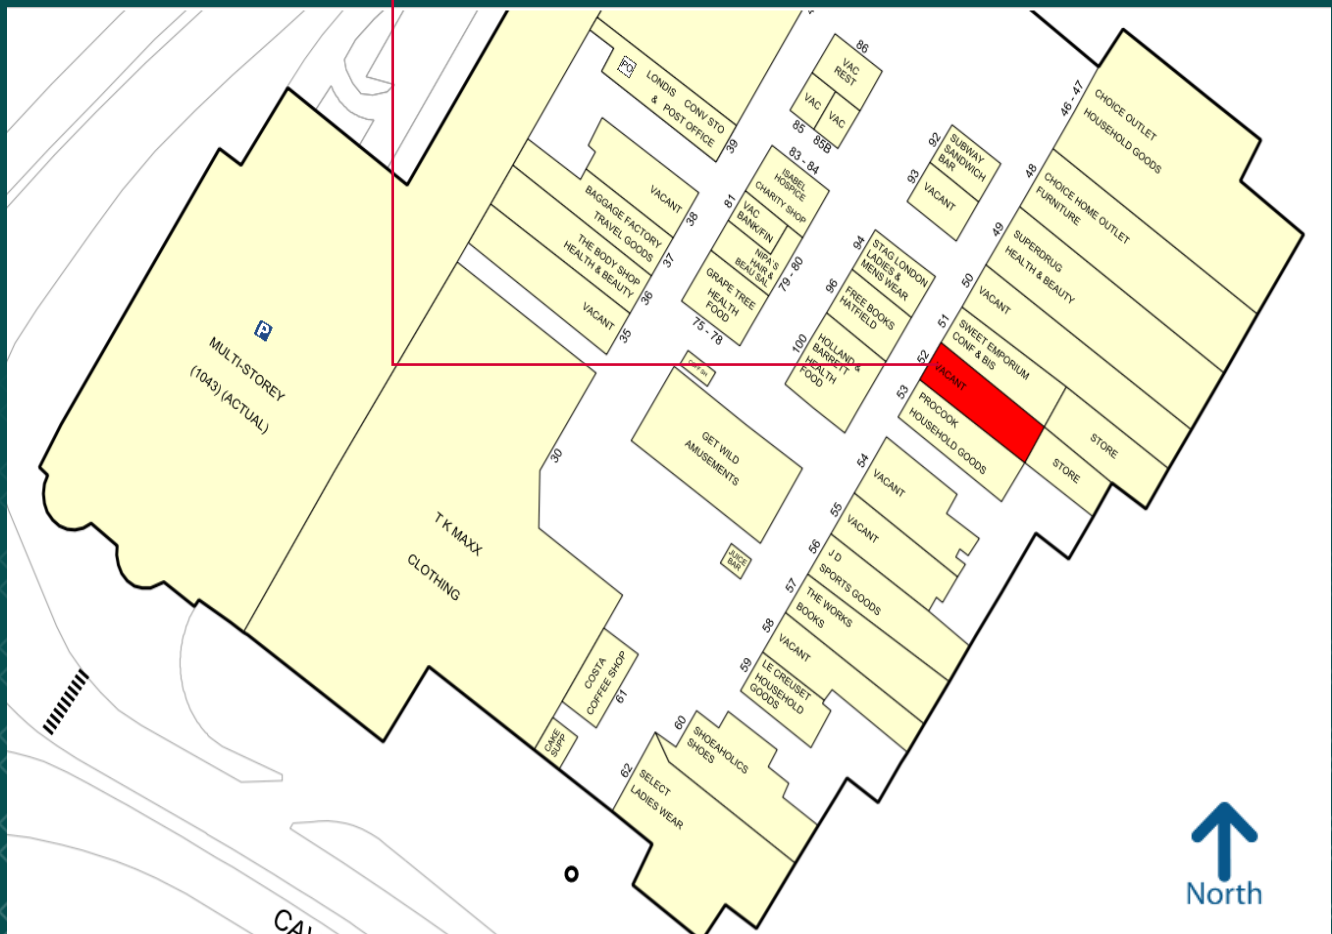 PO
LONDIS CONV STO
& POST OFFICE
39
VACANT
38
BAGGAGE FACTORY
TRAVEL GOODS
37
THE BODY SHOP
HEALTH & BEAUTY
36
VACANT
35
86
VAC
REST
VAC
VAC
85
85B
83 - 84
ISABEL
HOSPICE
CHARITY SHOP
81
VAC
BANK/FIN
NIPA'S
HAIR &
BEAU SAL
79 - 80
GRAPE TREE
HEALTH
FOOD
75 - 78
92
SUBWAY
SANDWICH
BAR
93
VACANT
94
STAG LONDON
LADIES &
MENS WEAR
96
FREE BOOKS
HATFIELD
100
HOLLAND &
BARRETT
HEALTH
FOOD
46 - 47
CHOICE OUTLET
HOUSEHOLD GOODS
48
CHOICE HOME OUTLET
FURNITURE
49
SUPERDRUG
HEALTH & BEAUTY
50
VACANT
51
SWEET EMPORIUM
CONF & BIS
52
VACANT
53
PROCOOK
HOUSEHOLD GOODS
STORE
STORE
P
MULTI-STOREY
(1043) (ACTUAL)
30
T K MAXX
CLOTHING
GET WILD
AMUSEMENTS
JUICE
BAR
54
VACANT
55
VACANT
56
J D
SPORTS GOODS
57
THE WORKS
BOOKS
58
VACANT
59
LE CREUSET
HOUSEHOLD
GOODS
COSTA
COFFEE SHOP
61
CAKE
SUPP
60
SHOEAHOLICS
SHOES
62
SELECT
LADIES WEAR
North